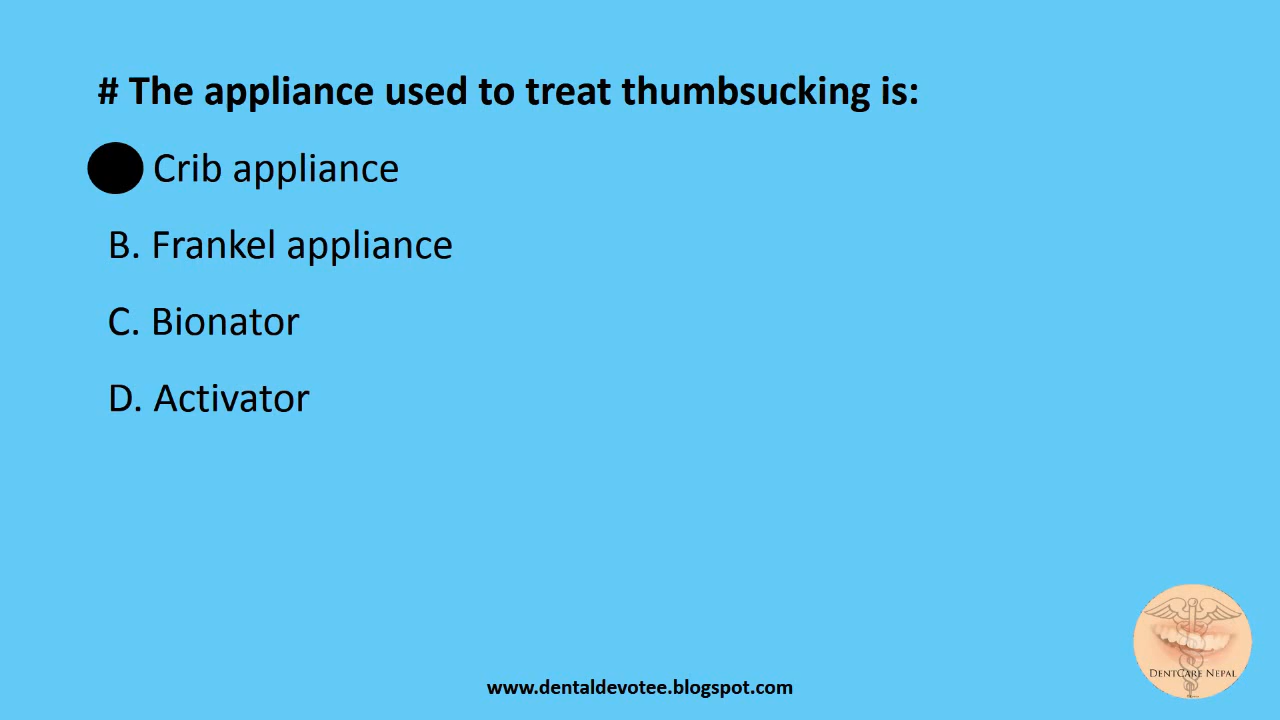 # The appliance used to treat thumbsucking is:
Crib appliance
B. Frankel appliance
C. Bionator
D. Activator
DENTCARE NEPAL
www.dentaldevotee.blogspot.com